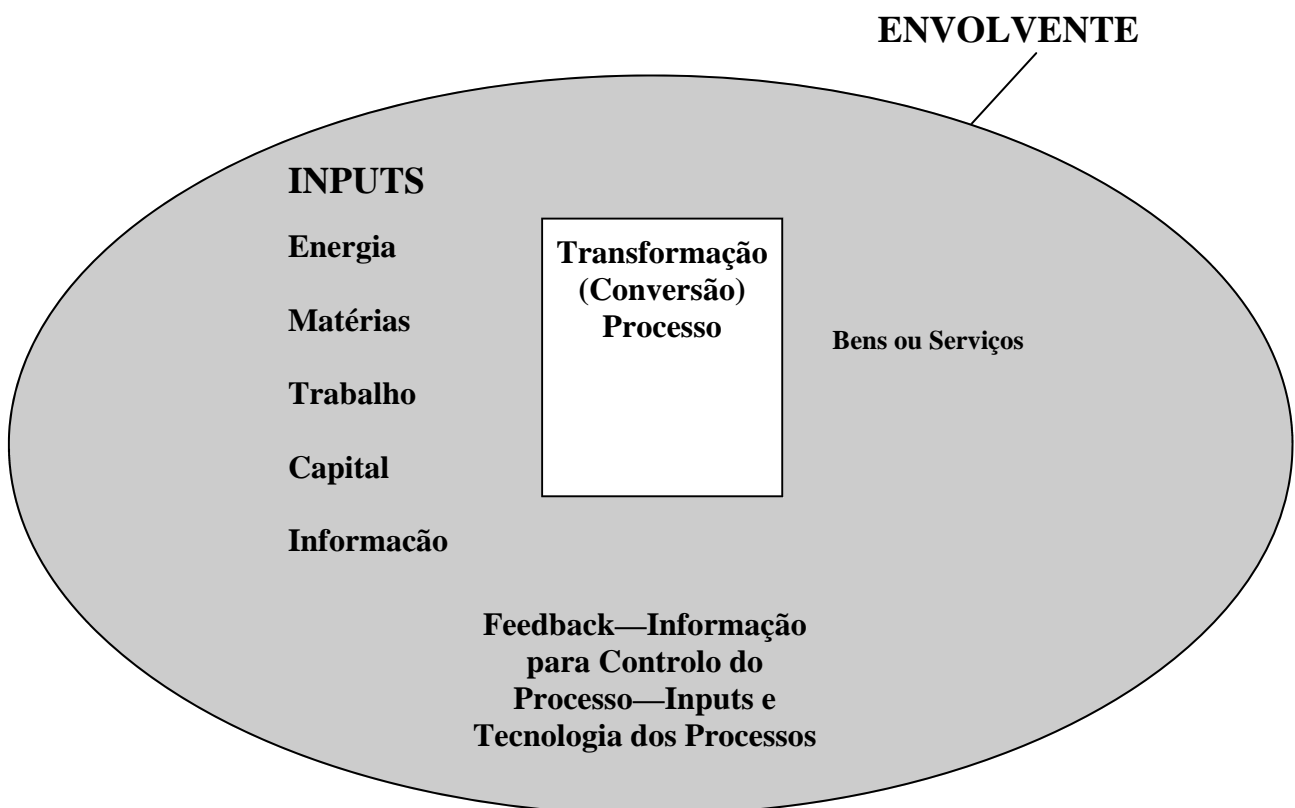 ENVOLVENTE
INPUTS
Energia
Matérias
Trabalho
Capital
Informacão
Transformação
(Conversão)
Processo
Bens ou Serviços
Feedback—Informação
para Controlo do
Processo—Inputs e
Tecnologia dos Processos